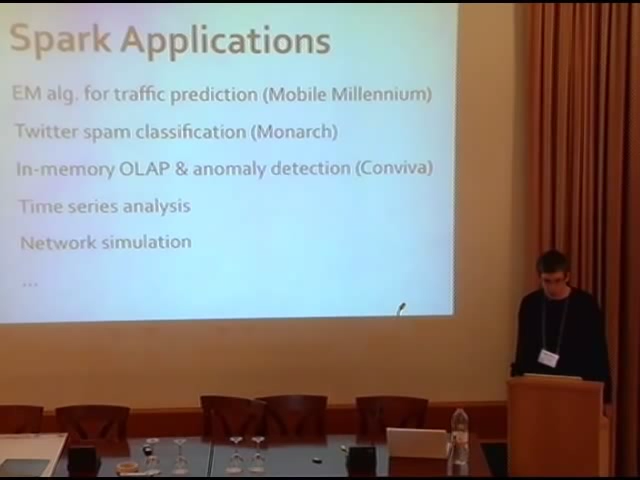 Spark Applications
EM alg. for traffic prediction (Mobile Millennium)
Twitter spam classification (Monarch)
In-memory OLAP & anomaly detection (Conviva)
Time series analysis
Network simulation
...